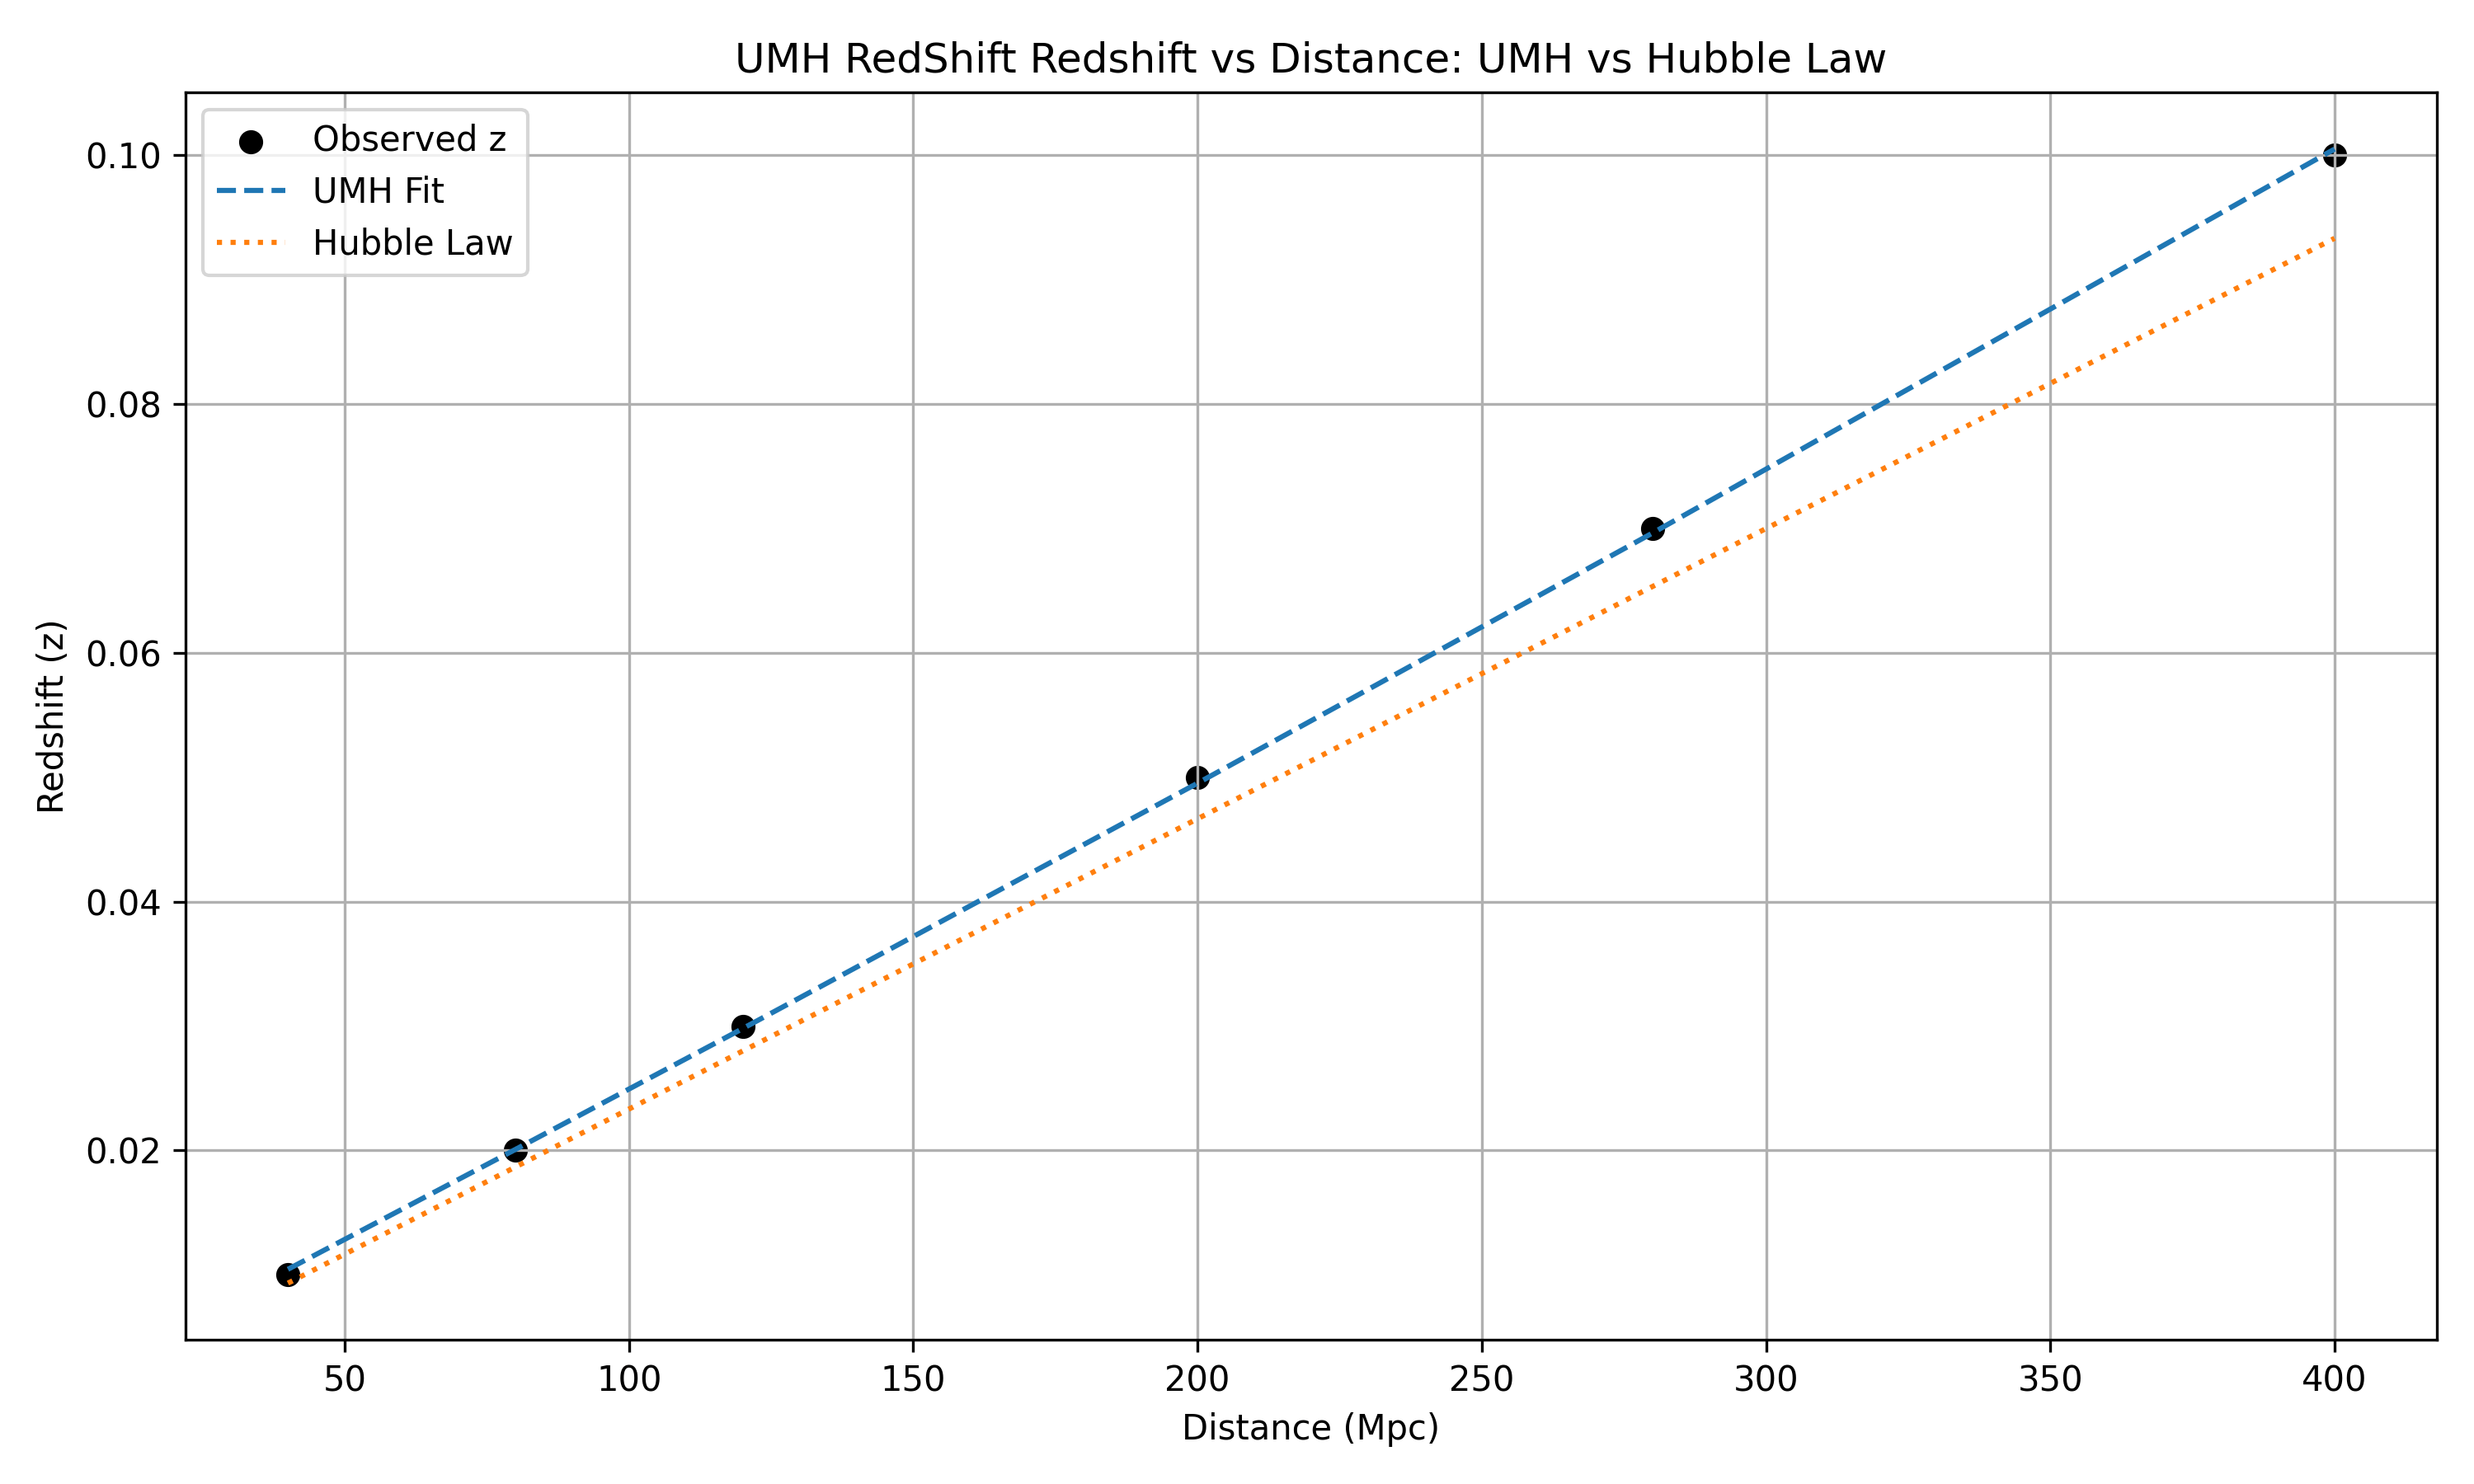 UMH RedShift Redshift vs Distance: UMH vs Hubble Law
Observed z
UMH Fit
Hubble Law
0.10
0.08
0.06
0.04
0.02
Redshift (z)
50 100 150 200 250 300 350 400
Distance (Mpc)